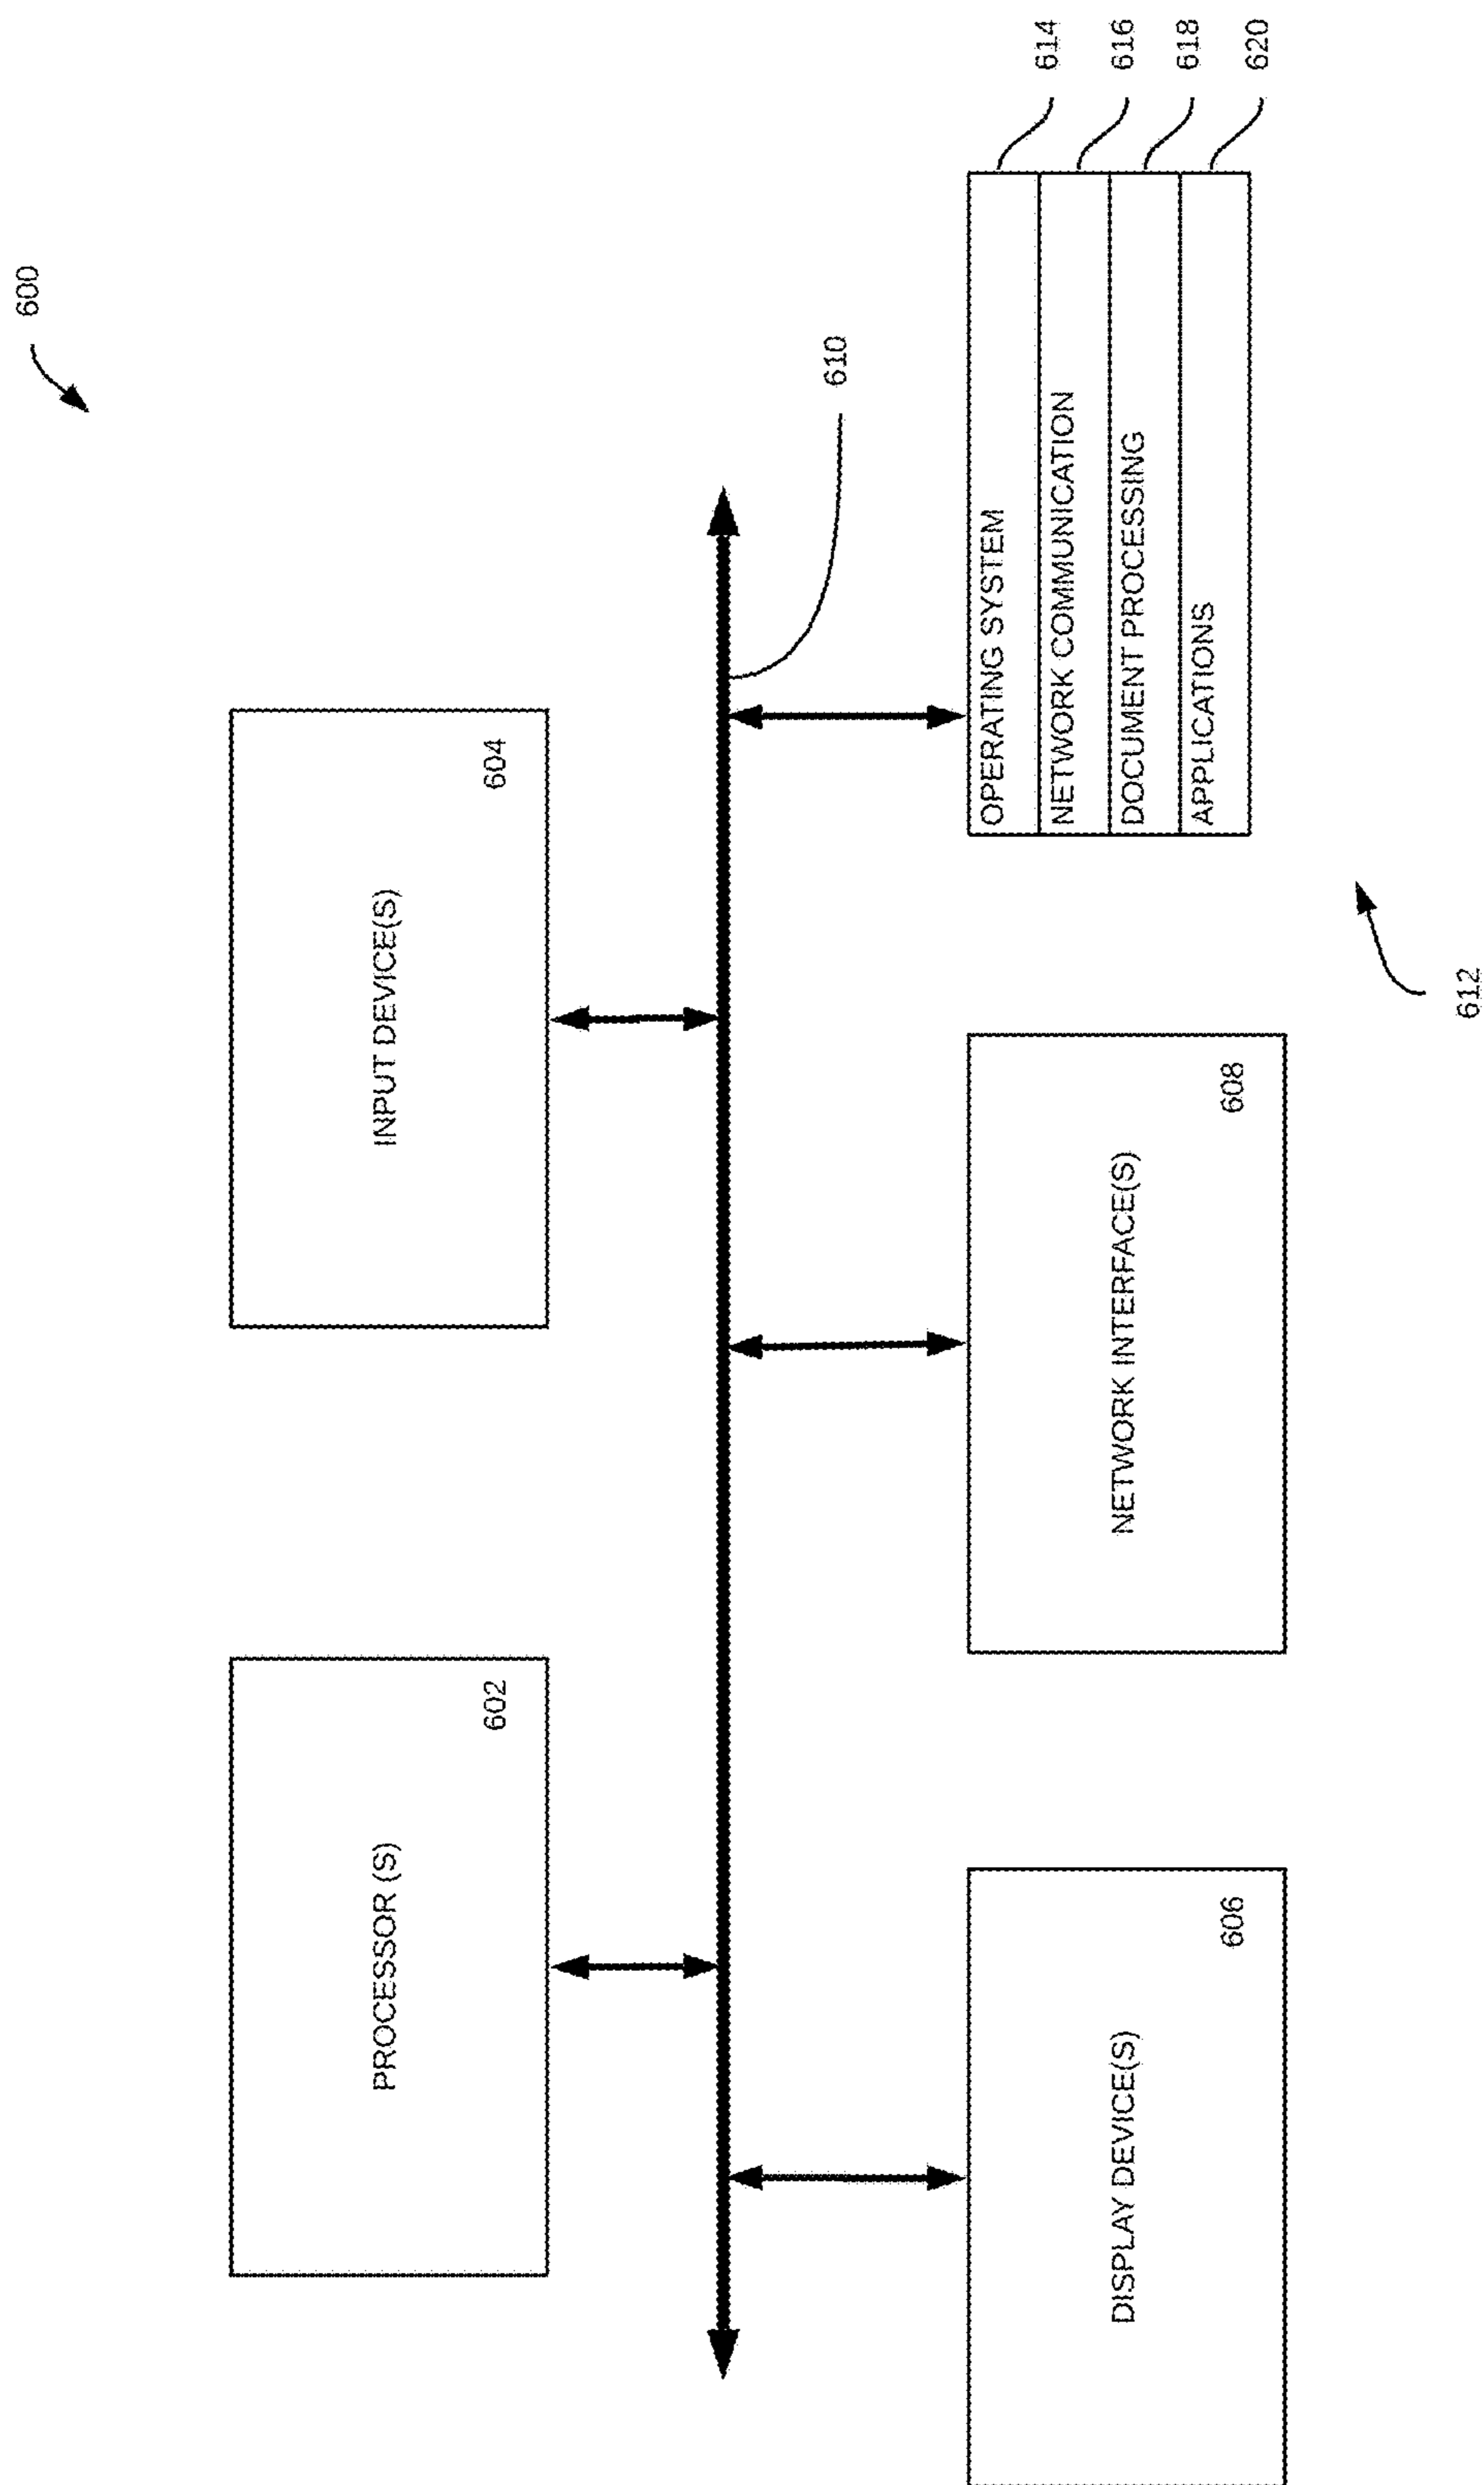 600
PROCESSOR (S)
602
INPUT DEVICE(S)
604
610
DISPLAY DEVICE(S)
606
NETWORK INTERFACE(S)
608
OPERATING SYSTEM
614
NETWORK COMMUNICATION
616
DOCUMENT PROCESSING
618
APPLICATIONS
620
612